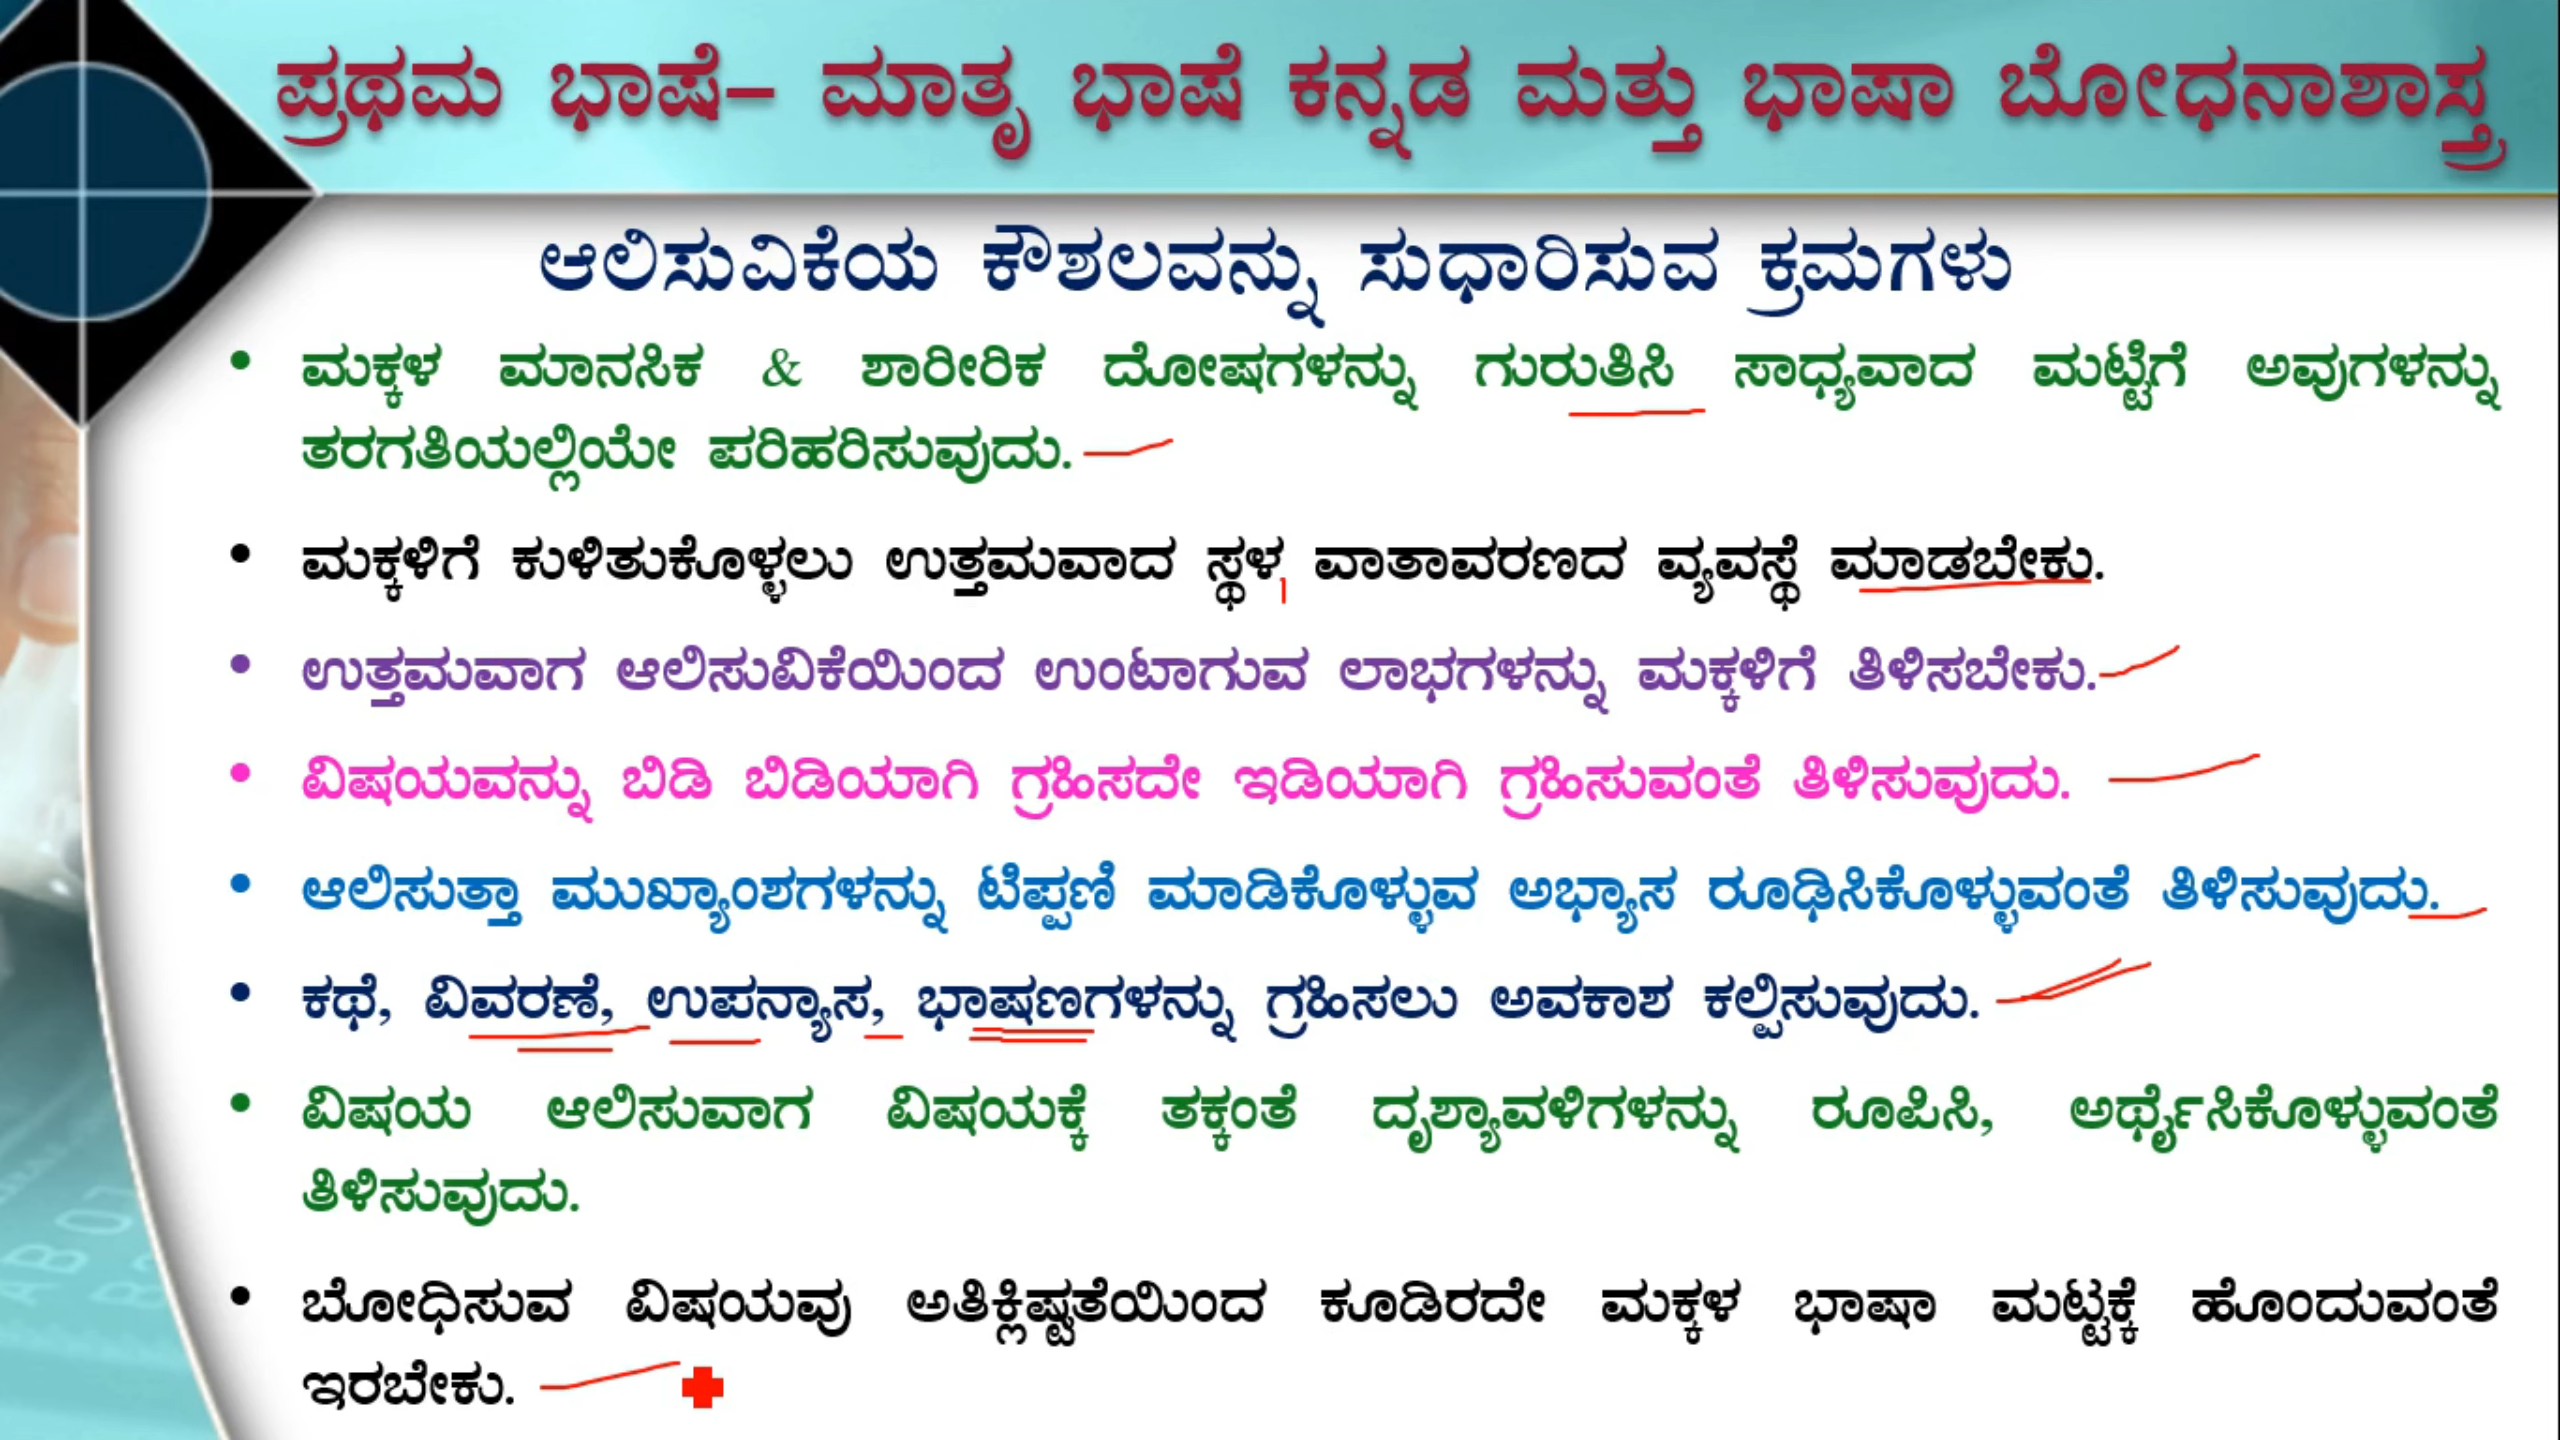 ಪ್ರಥಮ ಭಾಷೆ– ಮಾತೃ ಭಾಷೆ ಕನ್ನಡ ಮತ್ತು ಭಾಷಾ ಬೋಧನಾಶಾಸ್ತ್ರ
ಆಲಿಸುವಿಕೆಯ ಕೌಶಲವನ್ನು ಸುಧಾರಿಸುವ ಕ್ರಮಗಳು
• ಮಕ್ಕಳ ಮಾನಸಿಕ & ಶಾರೀರಿಕ ದೋಷಗಳನ್ನು ಗುರುತಿಸಿ ಸಾಧ್ಯವಾದ ಮಟ್ಟಿಗೆ ಅವುಗಳನ್ನು
ತರಗತಿಯಲ್ಲಿಯೇ ಪರಿಹರಿಸುವುದು.
• ಮಕ್ಕಳಿಗೆ ಕುಳಿತುಕೊಳ್ಳಲು ಉತ್ತಮವಾದ ಸ್ಥಳ ವಾತಾವರಣದ ವ್ಯವಸ್ಥೆ ಮಾಡಬೇಕು.
• ಉತ್ತಮವಾಗ ಆಲಿಸುವಿಕೆಯಿಂದ ಉಂಟಾಗುವ ಲಾಭಗಳನ್ನು ಮಕ್ಕಳಿಗೆ ತಿಳಿಸಬೇಕು.
• ವಿಷಯವನ್ನು ಬಿಡಿ ಬಿಡಿಯಾಗಿ ಗ್ರಹಿಸದೇ ಇಡಿಯಾಗಿ ಗ್ರಹಿಸುವಂತೆ ತಿಳಿಸುವುದು.
• ಆಲಿಸುತ್ತಾ ಮುಖ್ಯಾಂಶಗಳನ್ನು ಟಿಪ್ಪಣಿ ಮಾಡಿಕೊಳ್ಳುವ ಅಭ್ಯಾಸ ರೂಢಿಸಿಕೊಳ್ಳುವಂತೆ ತಿಳಿಸುವುದು.
• ಕಥೆ, ವಿವರಣೆ, ಉಪನ್ಯಾಸ, ಭಾಷಣಗಳನ್ನು ಗ್ರಹಿಸಲು ಅವಕಾಶ ಕಲ್ಪಿಸುವುದು.
• ವಿಷಯ ಆಲಿಸುವಾಗ ವಿಷಯಕ್ಕೆ ತಕ್ಕಂತೆ ದೃಶ್ಯಾವಳಿಗಳನ್ನು ರೂಪಿಸಿ, ಅರ್ಥೈಸಿಕೊಳ್ಳುವಂತೆ
ತಿಳಿಸುವುದು.
• ಬೋಧಿಸುವ ವಿಷಯವು ಅತಿಕ್ಲಿಷ್ಟತೆಯಿಂದ ಕೂಡಿರದೇ ಮಕ್ಕಳ ಭಾಷಾ ಮಟ್ಟಕ್ಕೆ ಹೊಂದುವಂತೆ
ಇರಬೇಕು.